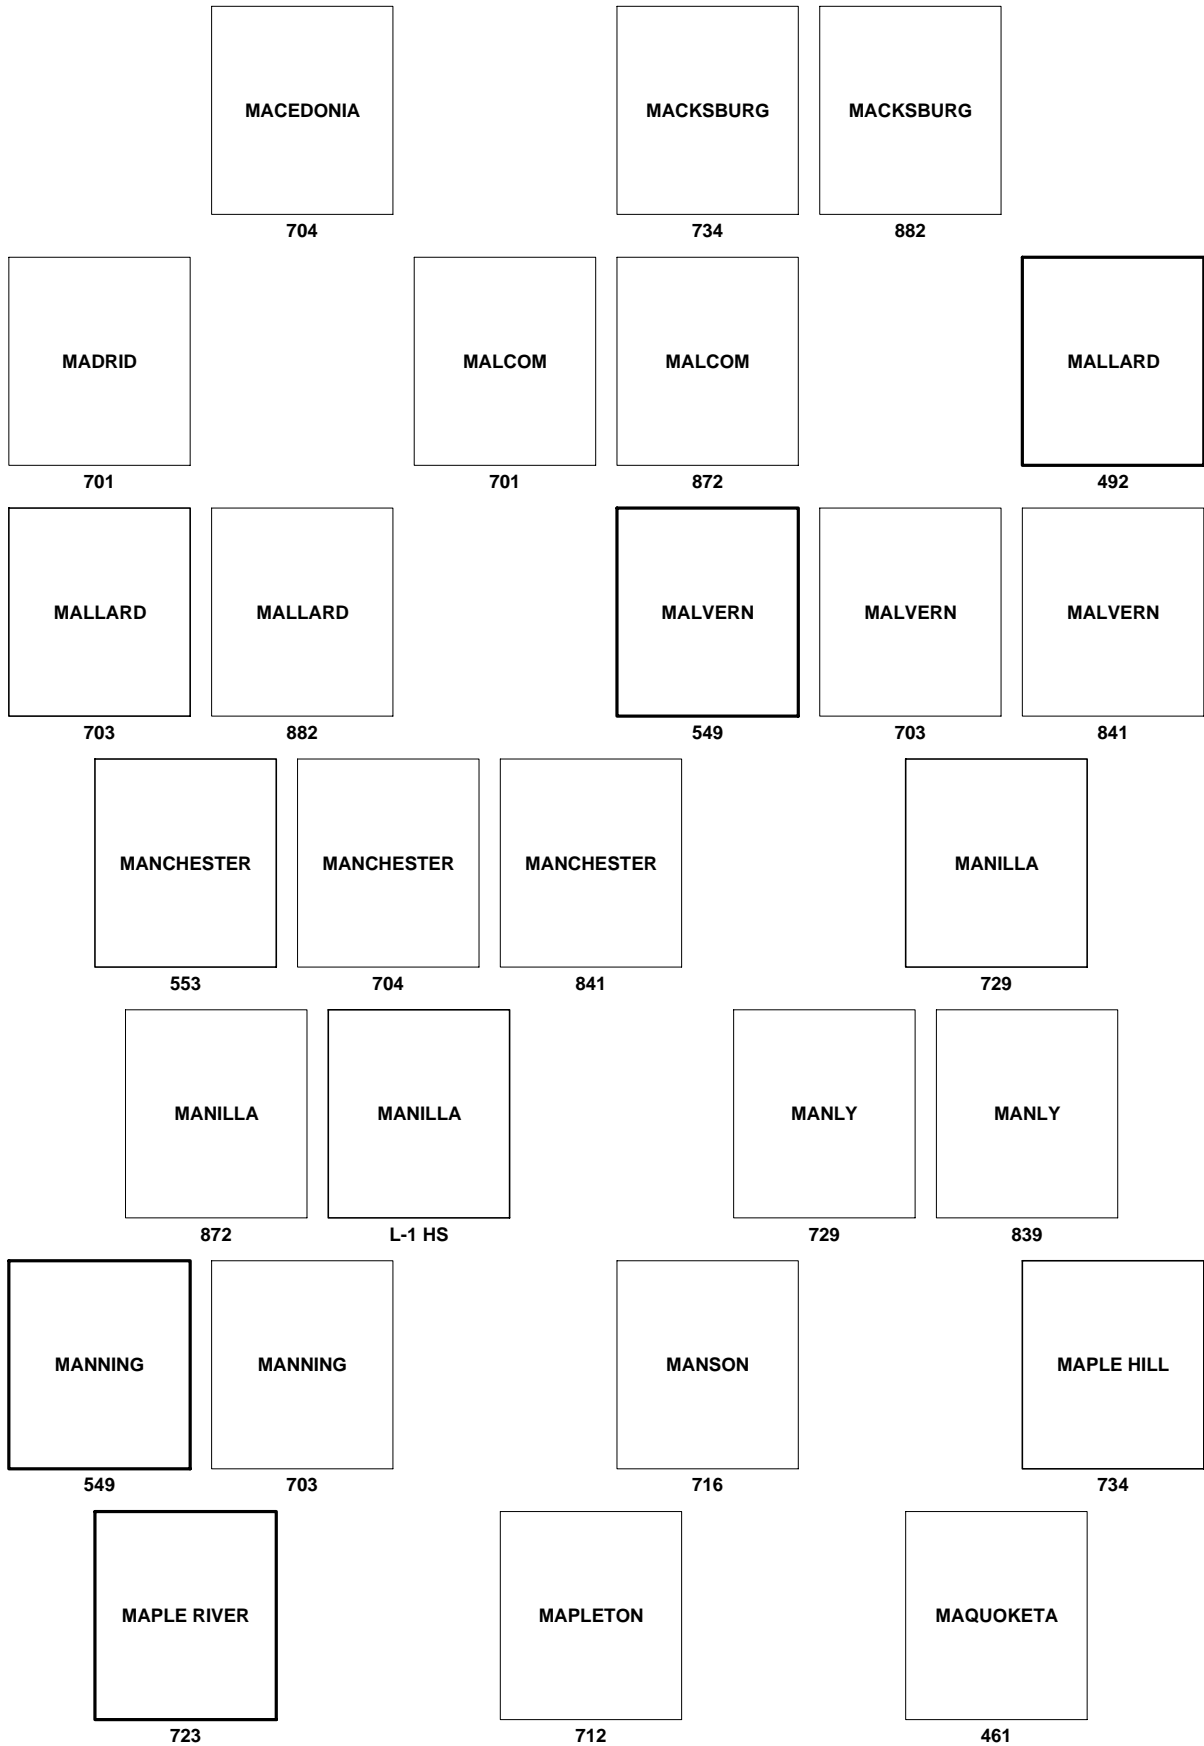 MACEDONIA MACKSBURG MACKSBURG
704 734 882
MADRID MALCOM MALCOM MALLARD
701 701 872 492
MALLARD MALLARD MALVERN MALVERN MALVERN
703 882 549 703 841
MANCHESTER MANCHESTER MANCHESTER MANILLA
553 704 841 729
MANILLA MANILLA MANLY MANLY
872 L-1 HS 729 839
MANNING MANNING MANSON MAPLE HILL
549 703 716 734
MAPLE RIVER MAPLETON MAQUOKETA
723 712 461